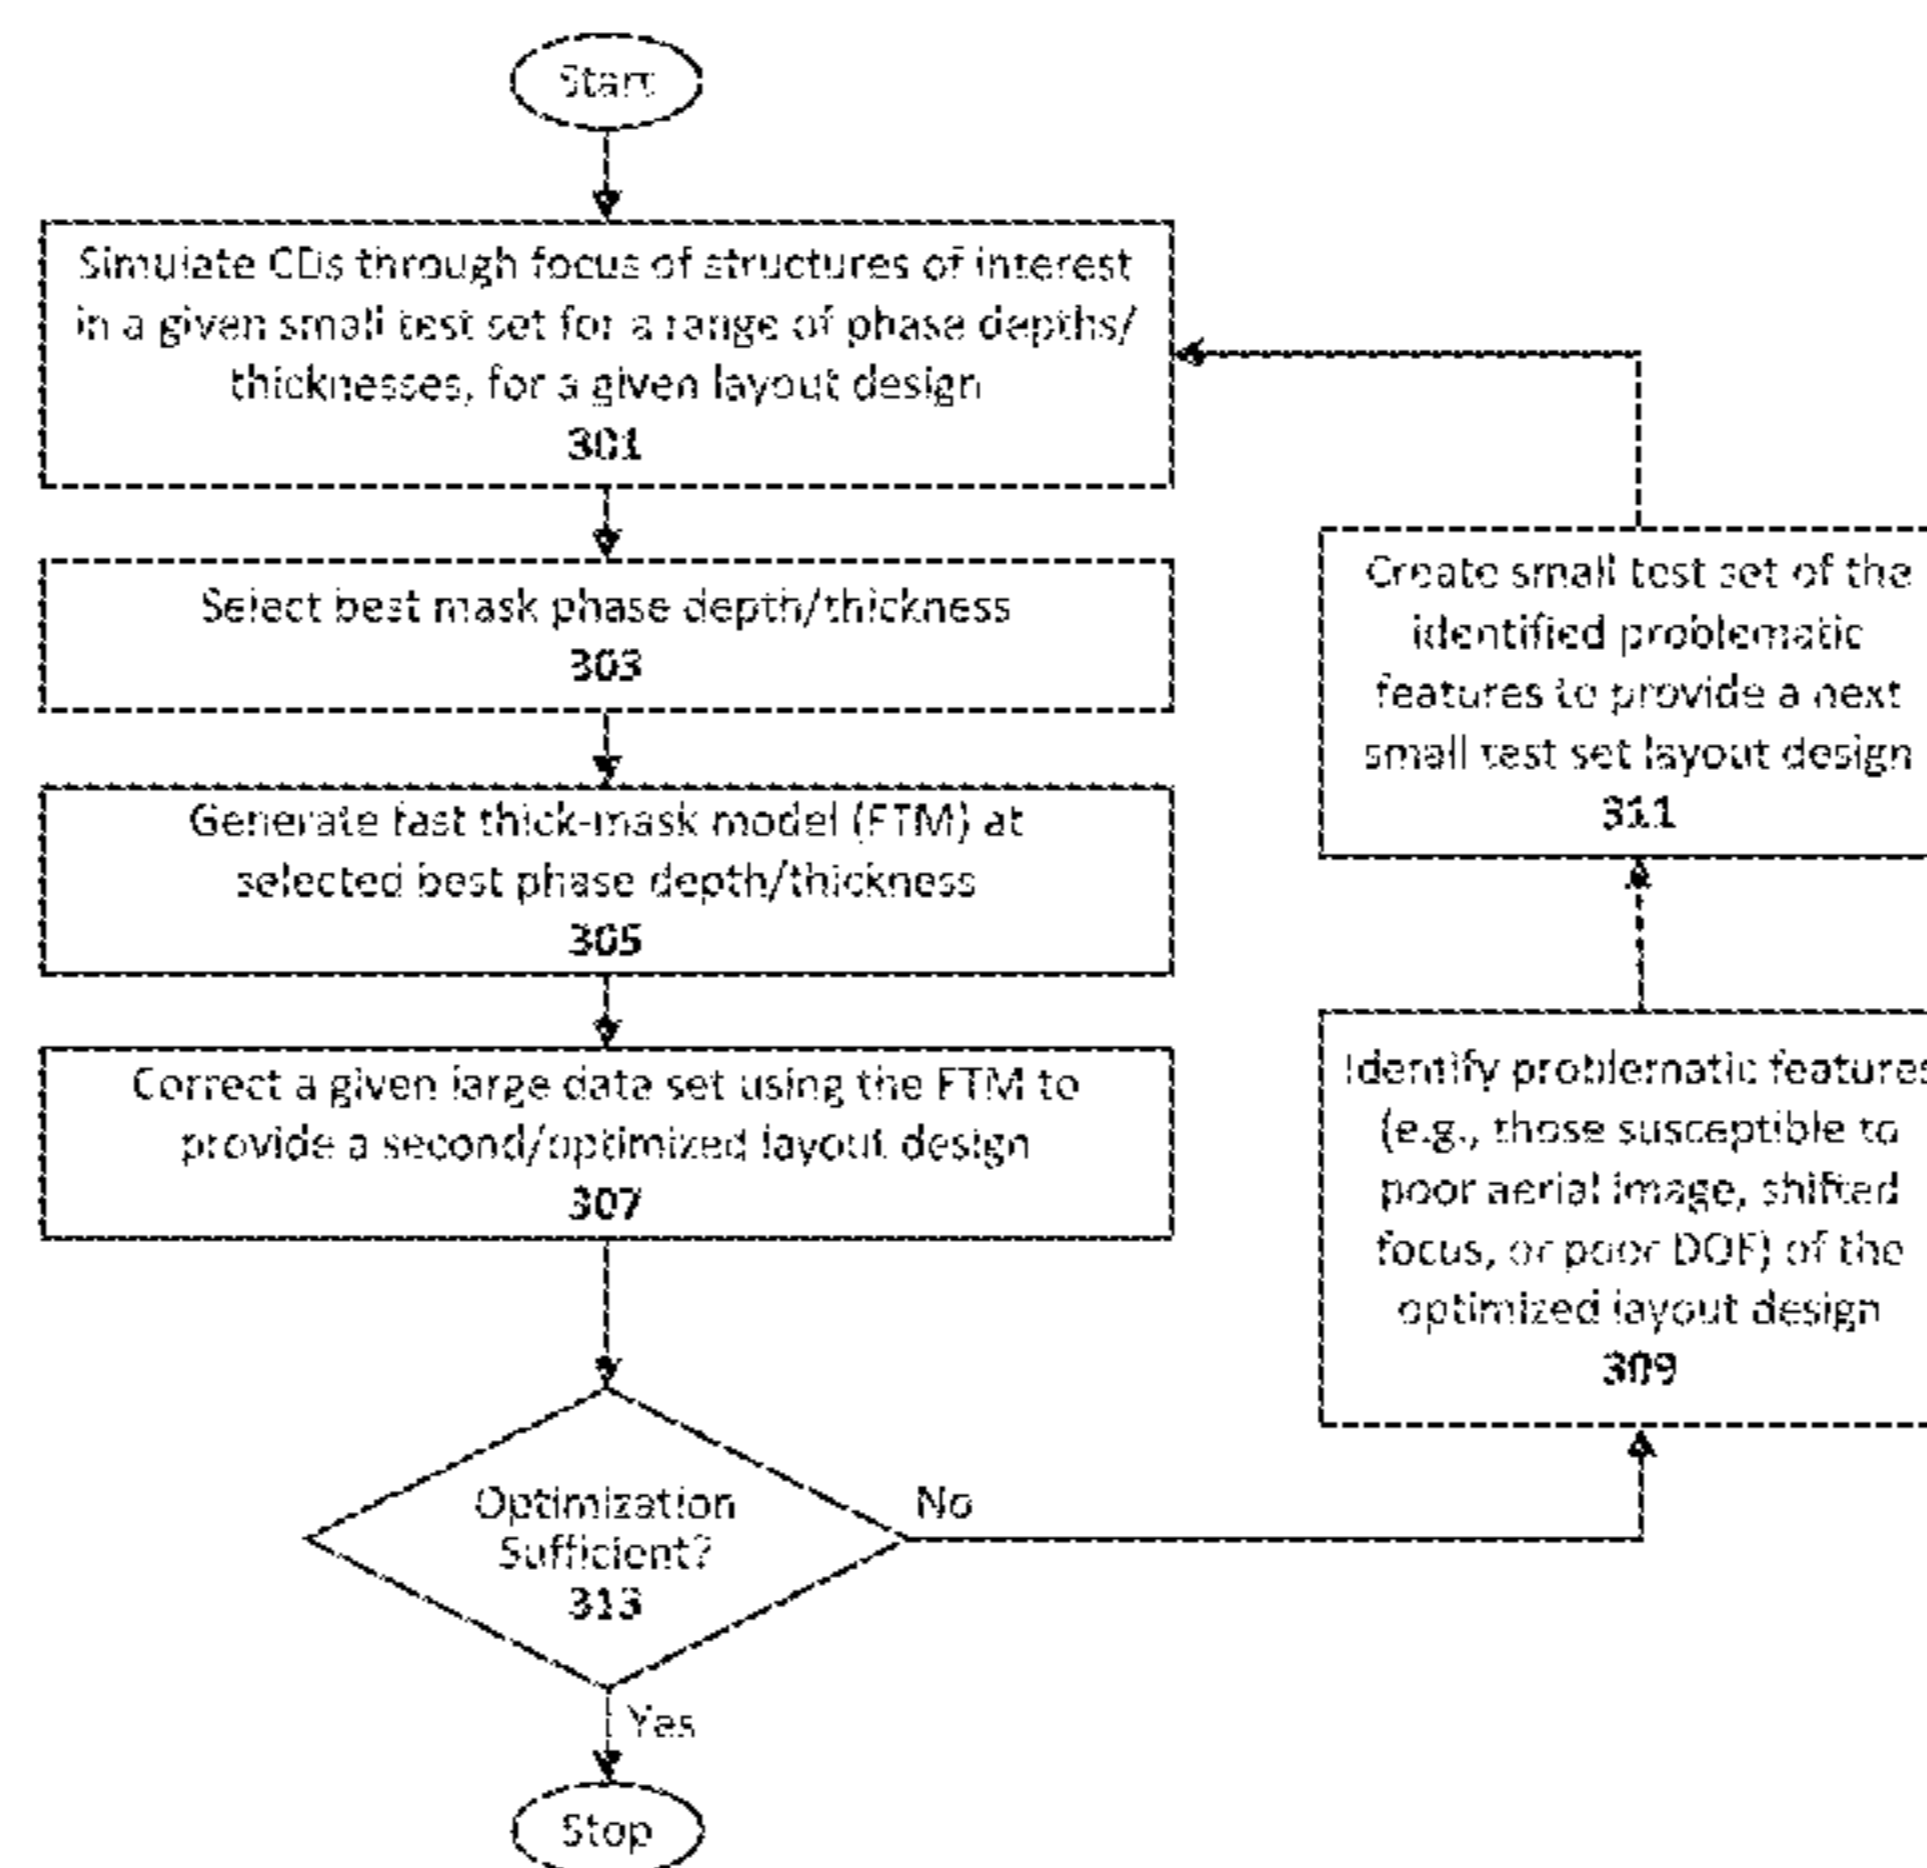 Start
Simulate CDs through focus of structures of interest
in a given small test set for a range of phase depths/
thicknesses, for a given layout design
301
Select best mask phase depth/thickness
303
Generate fast thick-mask model (FTM) at
selected best phase depth/thickness
305
Correct a given large data set using the FTM to
provide a second/optimized layout design
307
Optimization
Sufficient?
313
No
Yes
Stop
Identify problematic features
(e.g., those susceptible to
poor aerial image, shifted
focus, or poor DOF) of the
optimized layout design
309
Create small test set of the
identified problematic
features to provide a next
small test set layout design
311